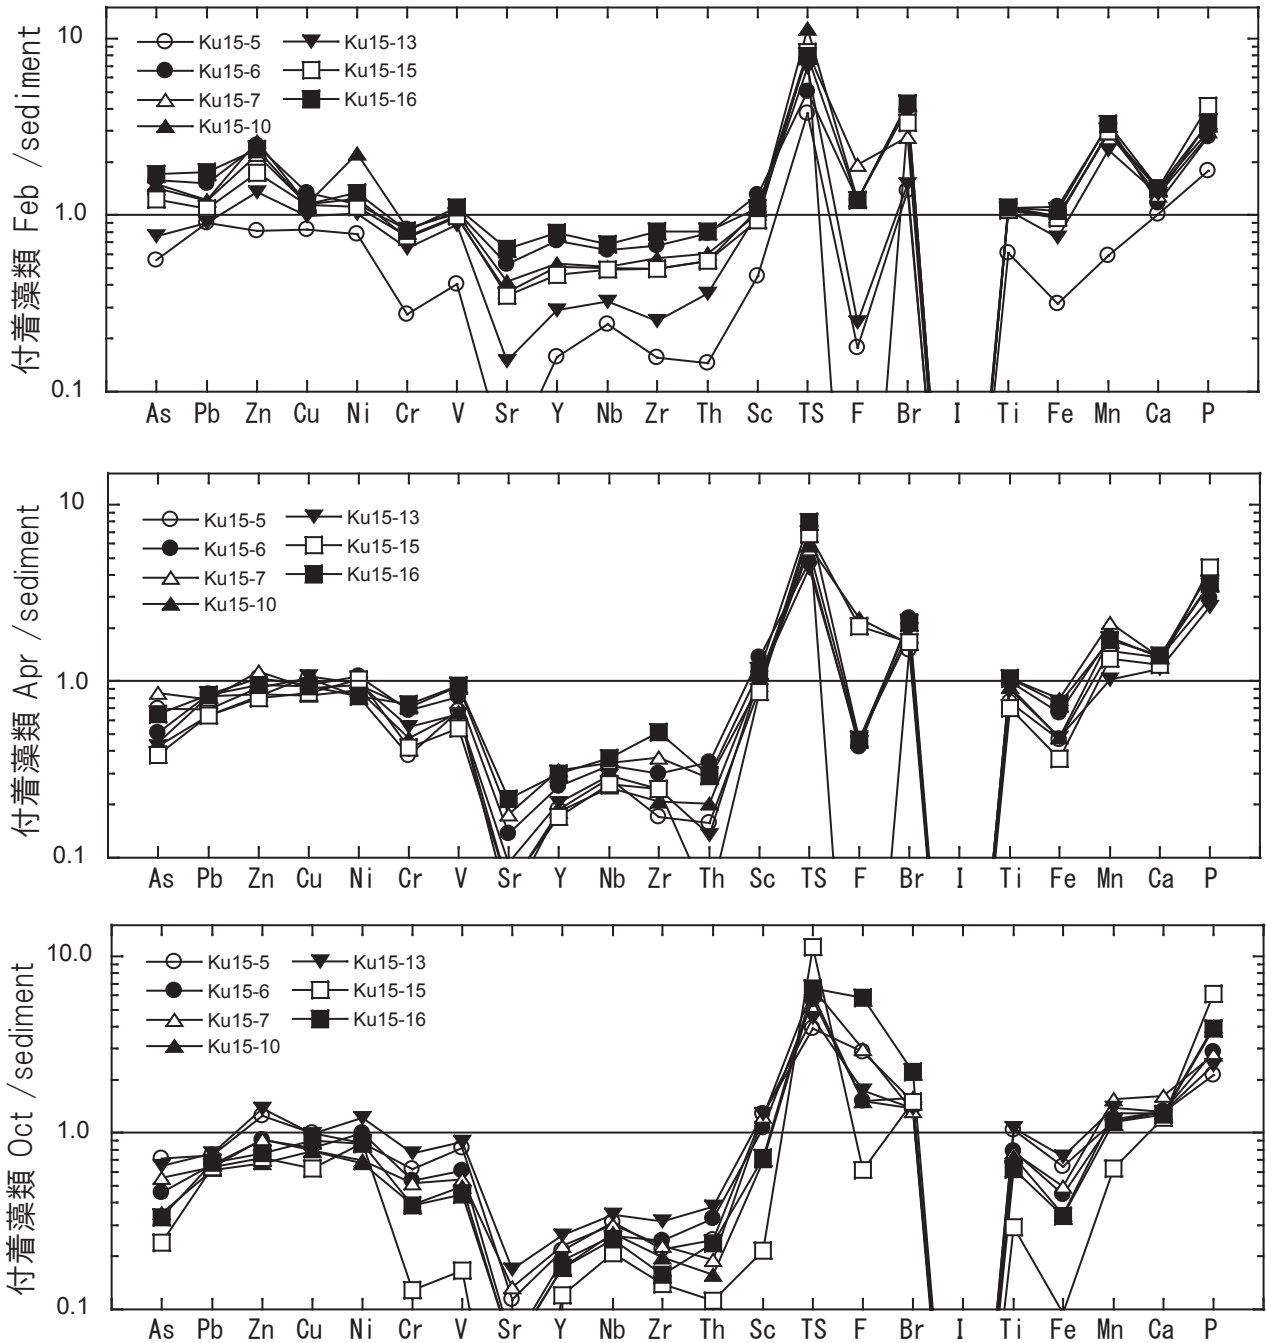 付着藻類 Feb /sediment
10
1.0
0.1
Ku15-5
Ku15-6
Ku15-7
Ku15-10
Ku15-13
Ku15-15
Ku15-16
As Pb Zn Cu Ni Cr V Sr Y Nb Zr Th Sc TS F Br I Ti Fe Mn Ca P
付着藻類 Apr /sediment
10
1.0
0.1
Ku15-5
Ku15-6
Ku15-7
Ku15-10
Ku15-13
Ku15-15
Ku15-16
As Pb Zn Cu Ni Cr V Sr Y Nb Zr Th Sc TS F Br I Ti Fe Mn Ca P
付着藻類 Oct /sediment
10.0
1.0
0.1
Ku15-5
Ku15-6
Ku15-7
Ku15-10
Ku15-13
Ku15-15
Ku15-16
As Pb Zn Cu Ni Cr V Sr Y Nb Zr Th Sc TS F Br I Ti Fe Mn Ca P